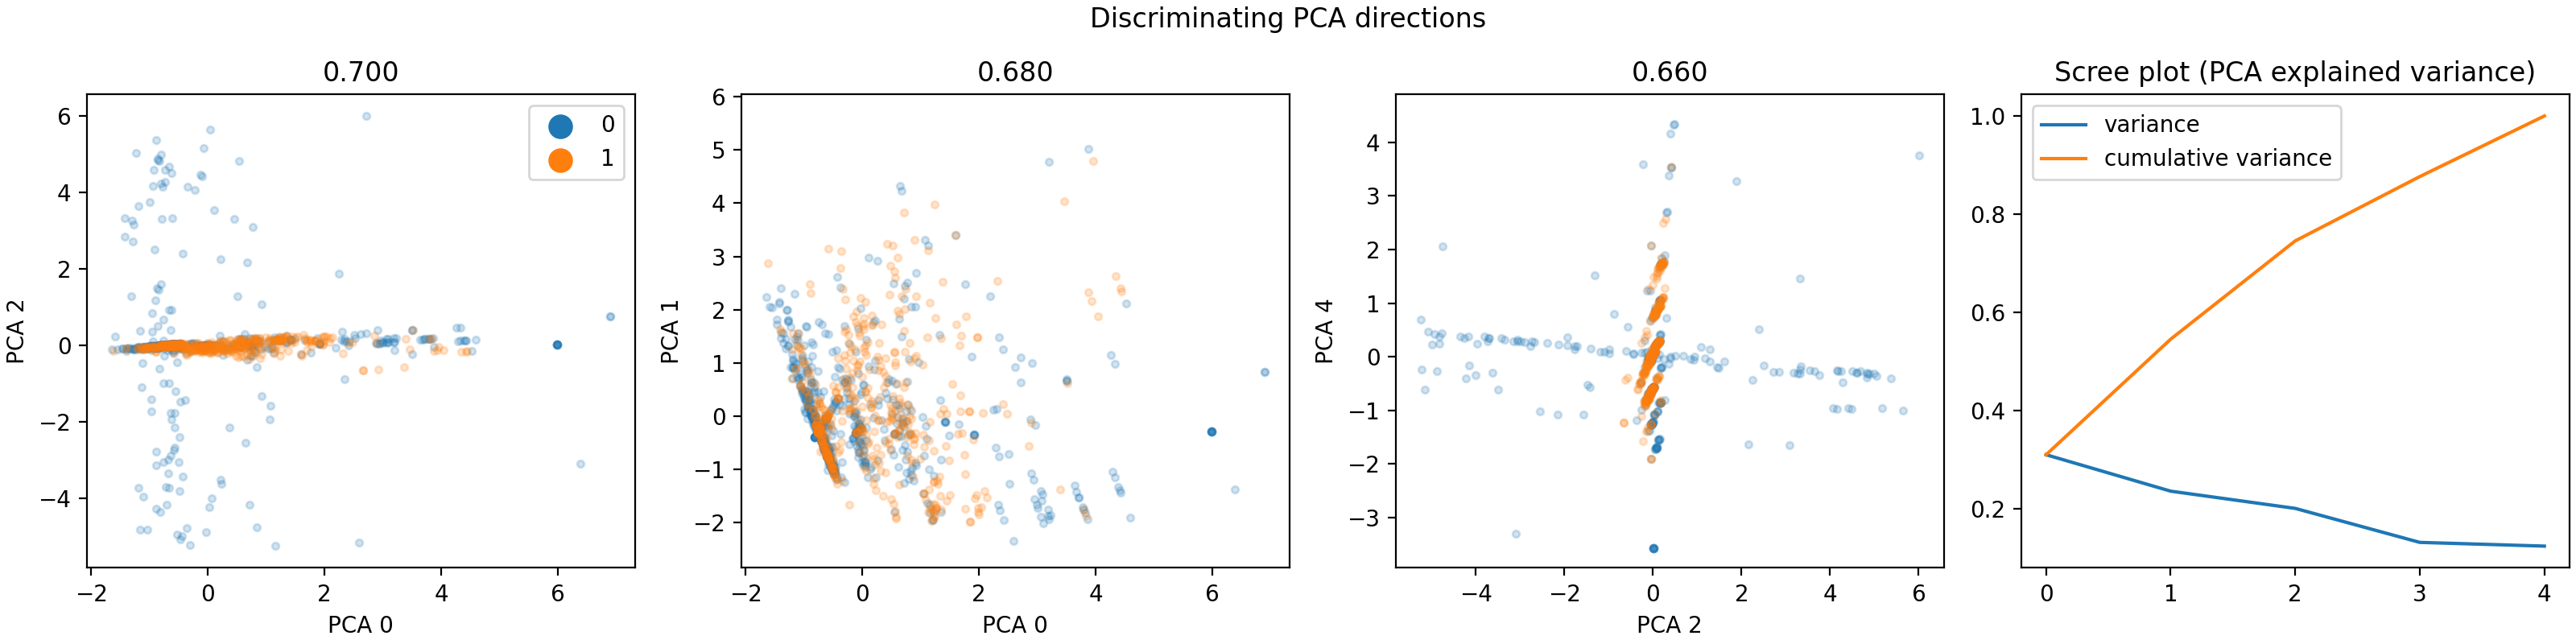 Discriminating PCA directions
0.700
6
4
2
0
−2
−4
PCA 2
−2 0 2 4 6
PCA 0
0
1
0.680
6
5
4
3
2
1
0
−1
−2
PCA 1
−2 0 2 4 6
PCA 0
0.660
4
3
2
1
0
−1
−2
−3
PCA 4
−4 −2 0 2 4 6
PCA 2
Scree plot (PCA explained variance)
variance
cumulative variance
1.0
0.8
0.6
0.4
0.2
0 1 2 3 4